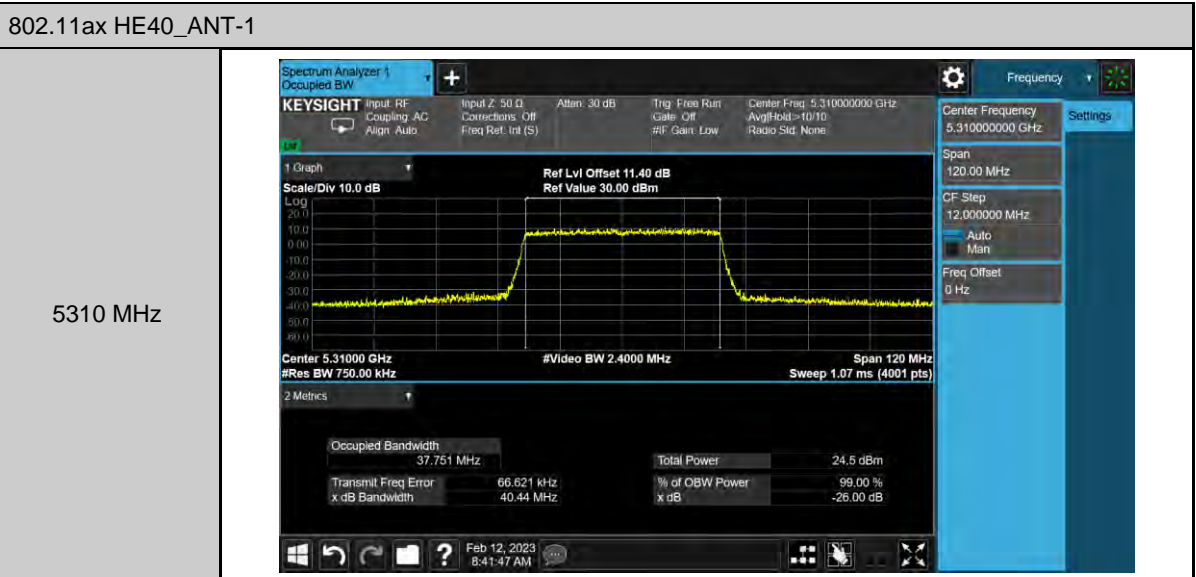 802.11ax HE40_ANT-1
5310 MHz
Spectrum Analyzer 1
Occupied BW
Frequency
KEYSIGHT
Input: RF
Coupling: AC
Align: Auto
Input Z: 50 Ω
Corrections: Off
Freq Ref: Int (S)
Atten: 30 dB
Trig: Free Run
Gate: Off
#IF Gain: Low
Center Freq: 5.310000000 GHz
Avg|Hold:>10/10
Radio Std: None
1 Graph
Scale/Div 10.0 dB
Ref Lvl Offset 11.40 dB
Ref Value 30.00 dBm
Log
20.0
10.0
0.00
-10.0
-20.0
-30.0
-40.0
-50.0
-60.0
Center 5.31000 GHz
#Res BW 750.00 kHz
#Video BW 2.4000 MHz
Span 120 MHz
Sweep 1.07 ms (4001 pts)
2 Metrics
Occupied Bandwidth
37.751 MHz
Transmit Freq Error 66.621 kHz
x dB Bandwidth 40.44 MHz
Total Power 24.5 dBm
% of OBW Power 99.00 %
x dB -26.00 dB
Center Frequency
5.310000000 GHz
Settings
Span
120.00 MHz
CF Step
12.000000 MHz
Auto
Man
Freq Offset
0 Hz
Feb 12, 2023
8:41:47 AM